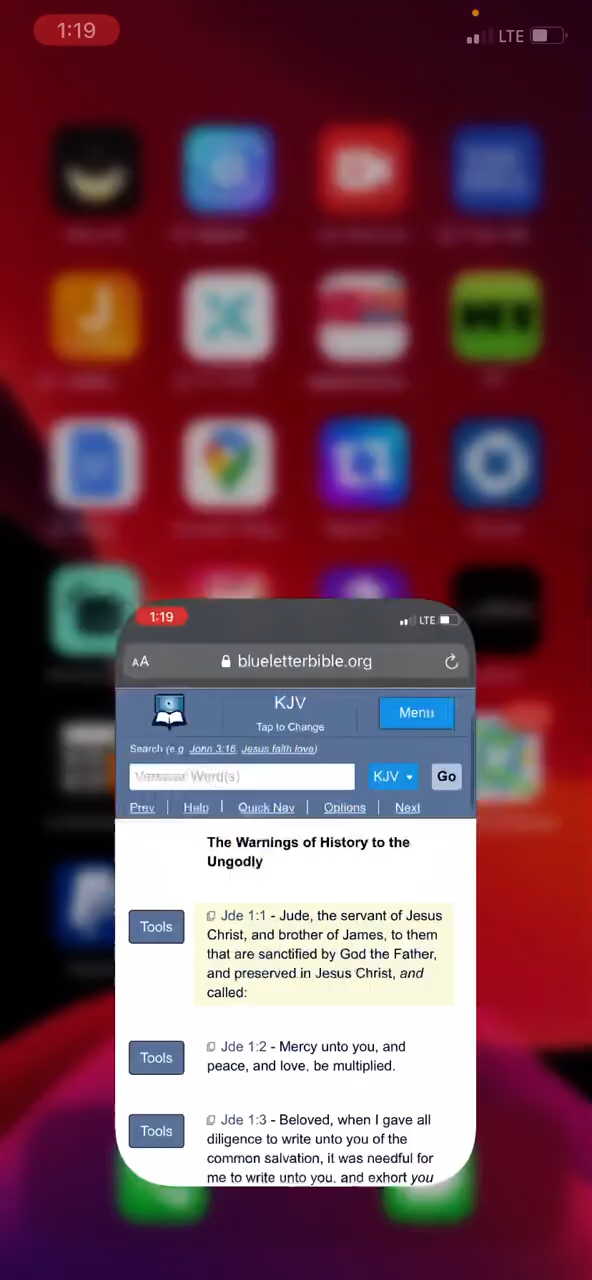 1:19
LTE
1:19
LTE
AA
blueletterbible.org
KJV
Tap to Change
Menu
Search (e.g. John 3:16, Jesus faith love)
Word(s)
KJV
Go
Prev
Help
Quick Nav
Options
Next
The Warnings of History to the
Ungodly
Tools
Jde 1:1 - Jude, the servant of Jesus
Christ, and brother of James, to them
that are sanctified by God the Father,
and preserved in Jesus Christ, and
called:
Tools
Jde 1:2 - Mercy unto you, and
peace, and love, be multiplied.
Tools
Jde 1:3 - Beloved, when I gave all
diligence to write unto you of the
common salvation, it was needful for
me to write unto you, and exhort you